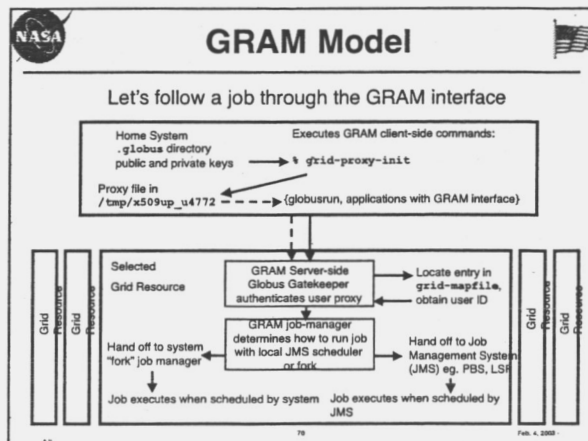 NASA
GRAM Model
Let's follow a job through the GRAM interface
Home System
.globus directory
public and private keys
Executes GRAM client-side commands:
% grid-proxy-init
Proxy file in
/tmp/x509up_u4772
{globusrun, applications with GRAM interface}
Grid
Resource
Grid
Resource
Selected
Grid Resource
GRAM Server-side
Globus Gatekeeper
authenticates user proxy
Locate entry in
grid-mapfile,
obtain user ID
GRAM job-manager
determines how to run job
with local JMS scheduler
or fork
Hand off to system
"fork" job manager
Hand off to Job
Management System
(JMS) eg. PBS, LSF
Job executes when scheduled by system
Job executes when scheduled by
JMS
Grid
Resource
Grid
Resource
76
Feb. 4, 2003